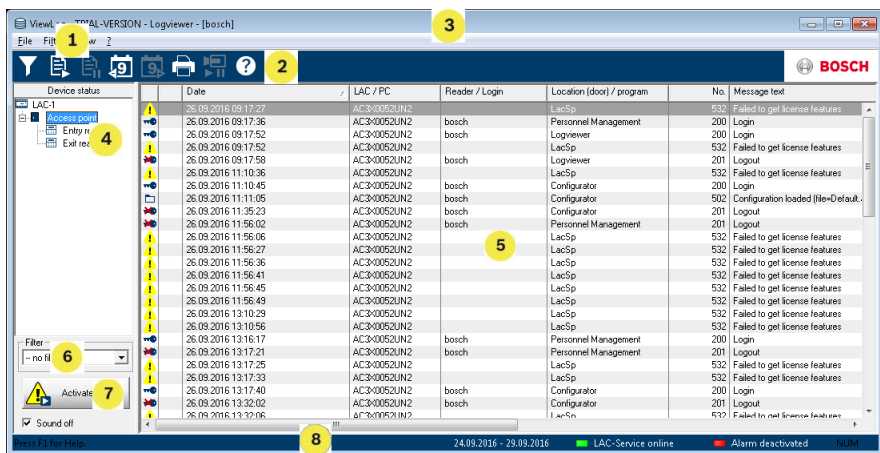 ViewLog - TRIAL-VERSION - Logviewer - [bosch]
3
File Filt 1 w ?
9 9 ? 2 BOSCH
Device status
LAC-1
Access point
Entry re
4
Exit rea
Date LAC / PC Reader / Login Location (door) / program No. Message text
26.09.2016 09:17:27 AC3X0052UN2 LacSp 532 Failed to get license features
26.09.2016 09:17:36 AC3X0052UN2 bosch Personnel Management 200 Login
26.09.2016 09:17:52 AC3X0052UN2 bosch Logviewer 200 Login
26.09.2016 09:17:52 AC3X0052UN2 LacSp 532 Failed to get license features
26.09.2016 09:17:58 AC3X0052UN2 bosch Logviewer 201 Logout
26.09.2016 11:10:36 AC3X0052UN2 LacSp 532 Failed to get license features
26.09.2016 11:10:45 AC3X0052UN2 bosch Configurator 200 Login
26.09.2016 11:11:05 AC3X0052UN2 bosch Configurator 502 Configuration loaded (file=Default.
26.09.2016 11:35:23 AC3X0052UN2 bosch Configurator 201 Logout
26.09.2016 11:56:02 AC3X0052UN2 bosch Personnel Management 201 Logout
26.09.2016 11:56:06 AC3X0052UN2 LacSp 532 Failed to get license features
5
26.09.2016 11:56:27 AC3X0052UN2 LacSp 532 Failed to get license features
26.09.2016 11:56:36 AC3X0052UN2 LacSp 532 Failed to get license features
26.09.2016 11:56:41 AC3X0052UN2 LacSp 532 Failed to get license features
26.09.2016 11:56:45 AC3X0052UN2 LacSp 532 Failed to get license features
26.09.2016 11:56:49 AC3X0052UN2 LacSp 532 Failed to get license features
26.09.2016 13:10:29 AC3X0052UN2 LacSp 532 Failed to get license features
26.09.2016 13:10:56 AC3X0052UN2 LacSp 532 Failed to get license features
26.09.2016 13:16:17 AC3X0052UN2 bosch Personnel Management 200 Login
26.09.2016 13:17:21 AC3X0052UN2 bosch Personnel Management 201 Logout
26.09.2016 13:17:25 AC3X0052UN2 LacSp 532 Failed to get license features
26.09.2016 13:17:33 AC3X0052UN2 LacSp 532 Failed to get license features
26.09.2016 13:17:40 AC3X0052UN2 bosch Configurator 200 Login
26.09.2016 13:32:02 AC3X0052UN2 bosch Configurator 201 Logout
26.09.2016 13:32:06 AC3X0052UN2 LacSp 532 Failed to get license features
Filter
-- no fil 6
Activate 7
Sound off
Press F1 for Help. 8 24.09.2016 - 29.09.2016 LAC-Service online Alarm deactivated NUM